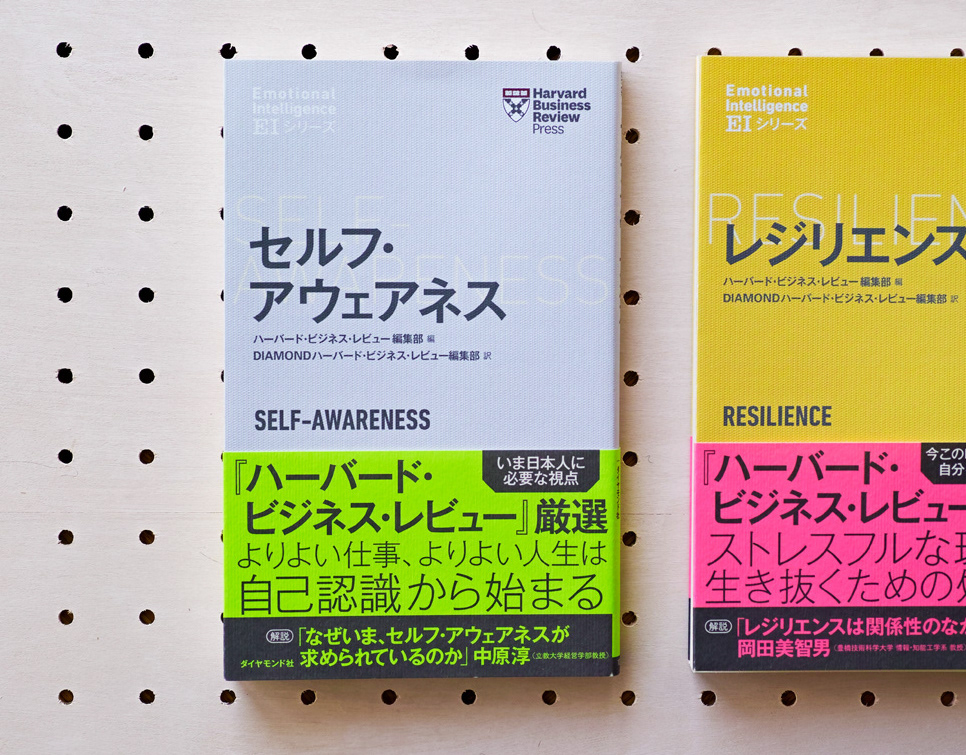 Emotional
Intelligence
EIシリーズ
Harvard
Business
Review
Press
SELF-
AWARENESS
セルフ・
アウェアネス
ハーバード・ビジネス・レビュー編集部 編
DIAMONDハーバード・ビジネス・レビュー編集部 訳
SELF-AWARENESS
いま日本人に
必要な視点
『ハーバード・
ビジネス・レビュー』厳選
よりよい仕事、よりよい人生は
自己認識から始まる
解説 「なぜいま、セルフ・アウェアネスが
求められているのか」中原淳(立教大学経営学部教授)
ダイヤモンド社
Emotional
Intelligence
EIシリーズ
RESILIEN
レジリエンス
ハーバード・ビジネス・レビュー編集部 編
DIAMONDハーバード・ビジネス・レビュー編集部 訳
RESILIENCE
今この
自分
『ハーバード・
ビジネス・レビュー
ストレスフルな
生き抜くための
解説 「レジリエンスは関係性のなか
岡田美智男(豊橋技術科学大学 情報・知能工学系 教授)